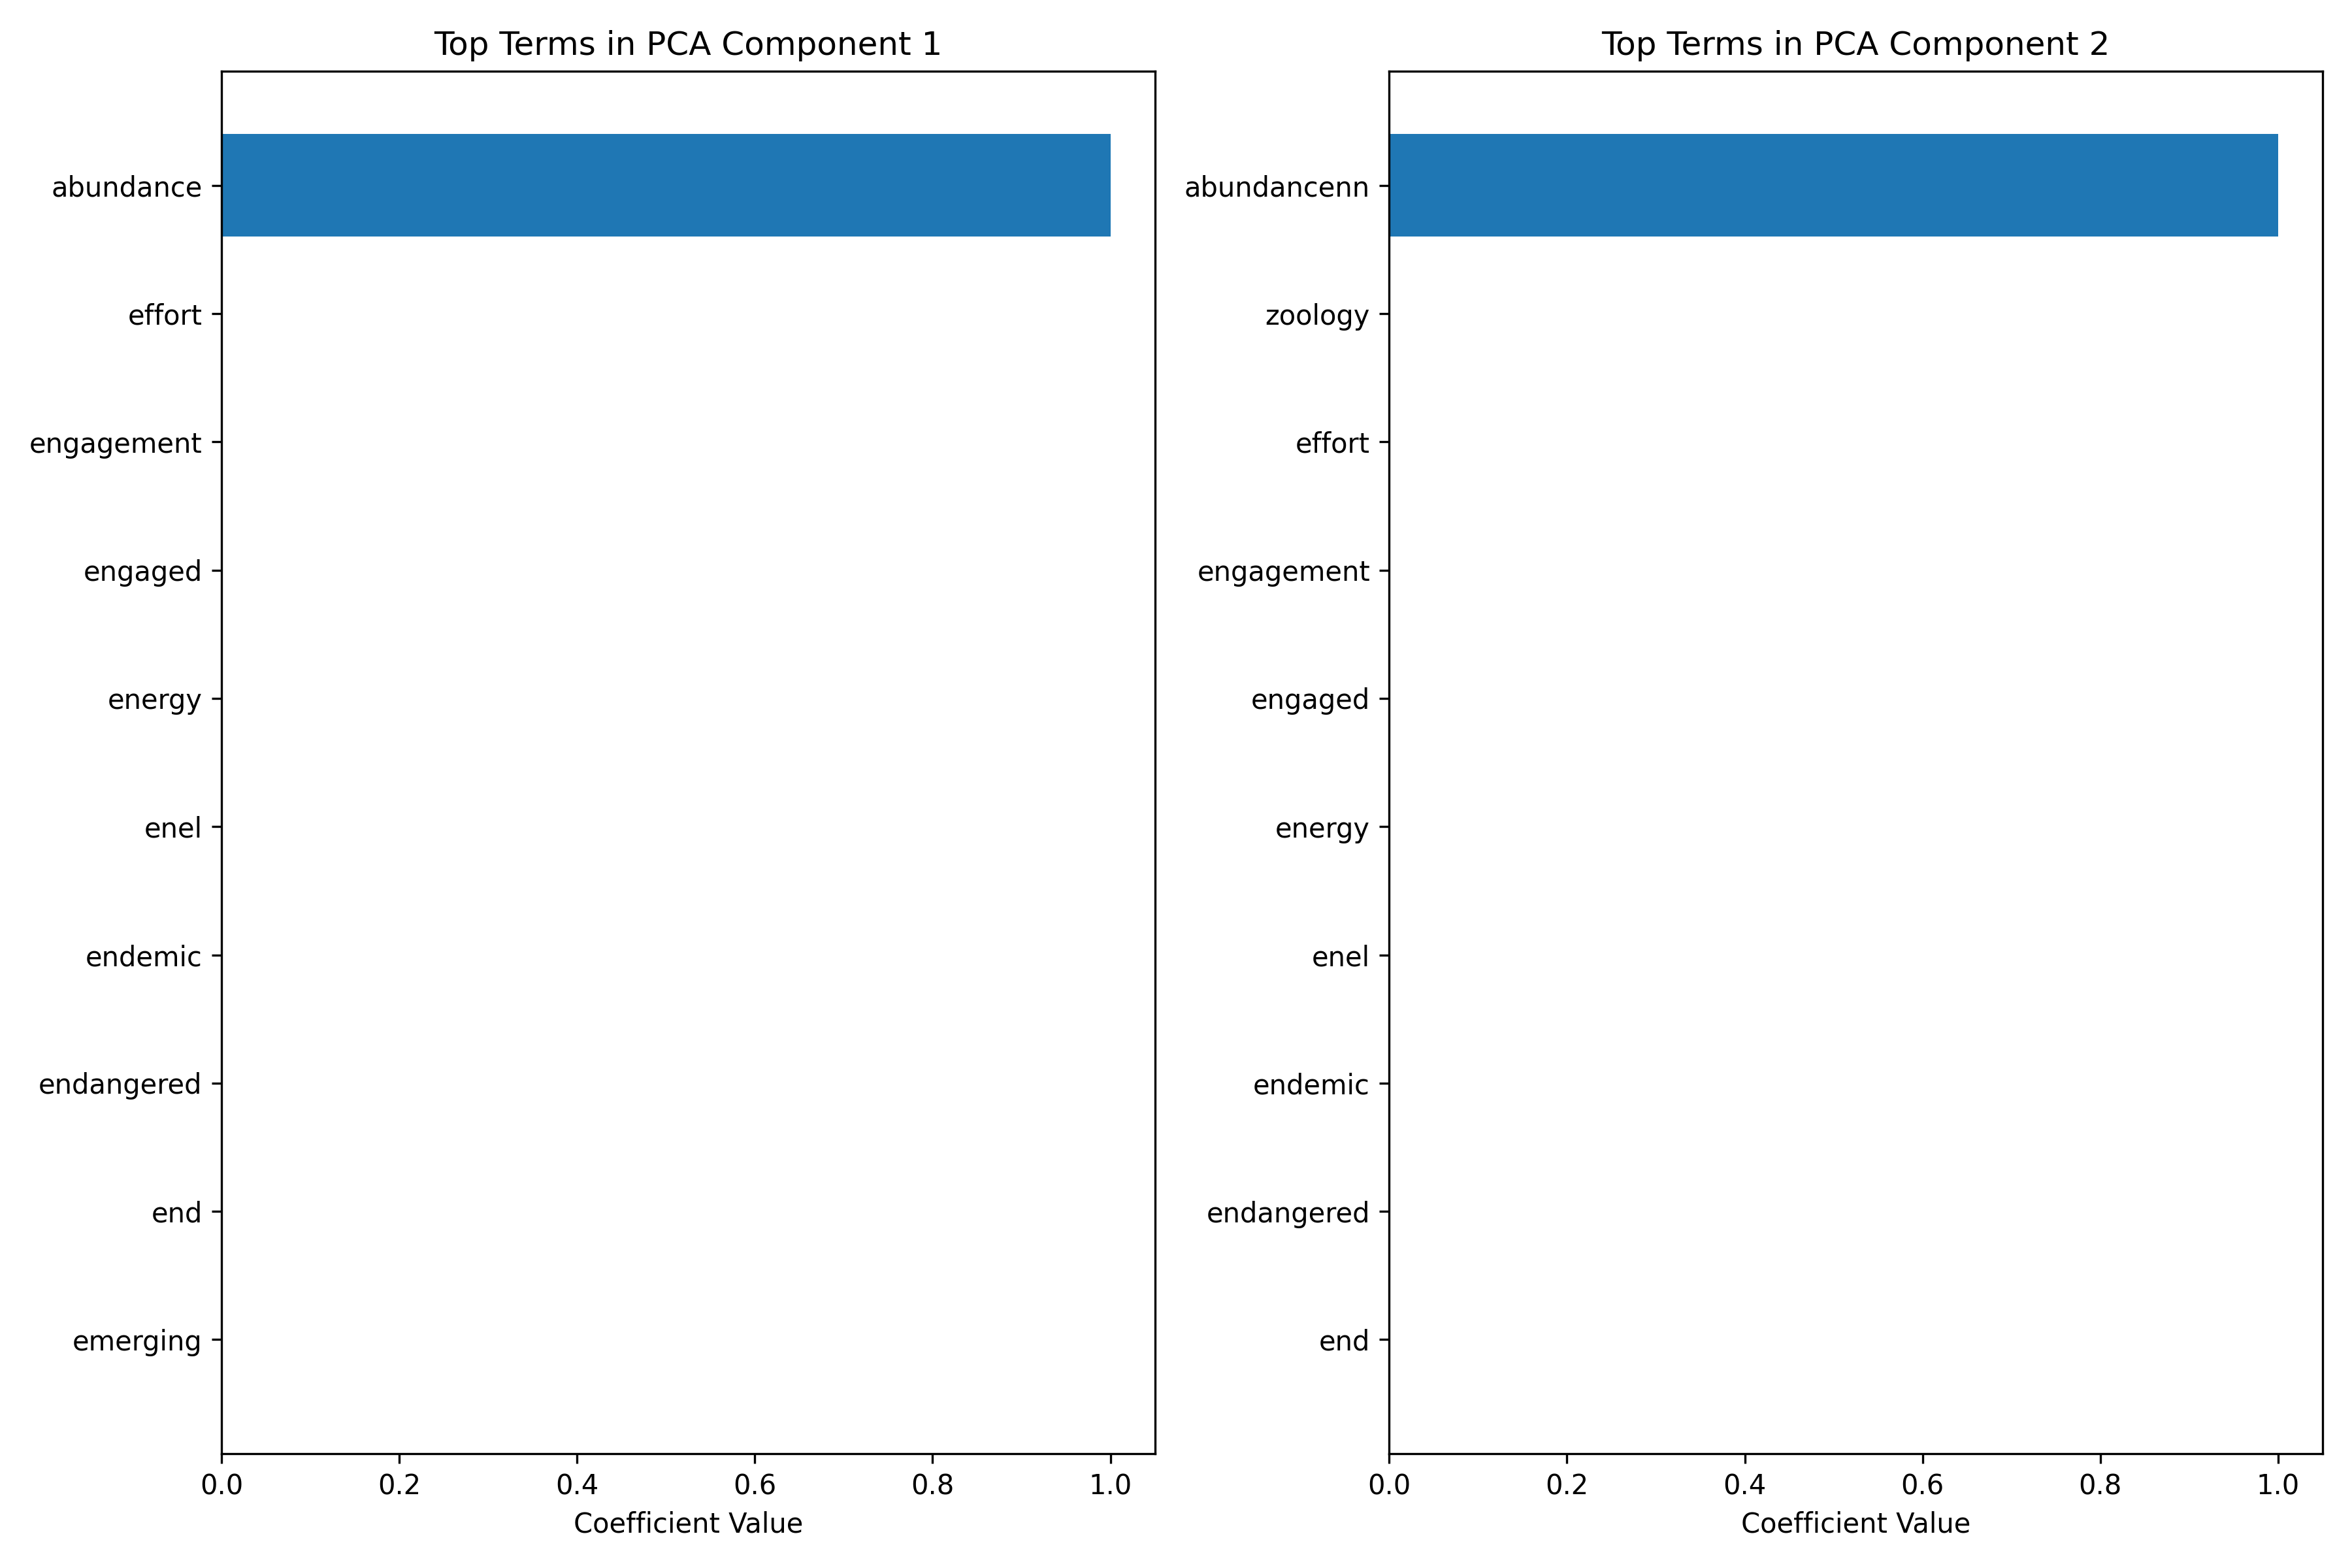 Top Terms in PCA Component 1
abundance
effort
engagement
engaged
energy
enel
endemic
endangered
end
emerging
0.0 0.2 0.4 0.6 0.8 1.0
Coefficient Value
Top Terms in PCA Component 2
abundancenn
zoology
effort
engagement
engaged
energy
enel
endemic
endangered
end
0.0 0.2 0.4 0.6 0.8 1.0
Coefficient Value